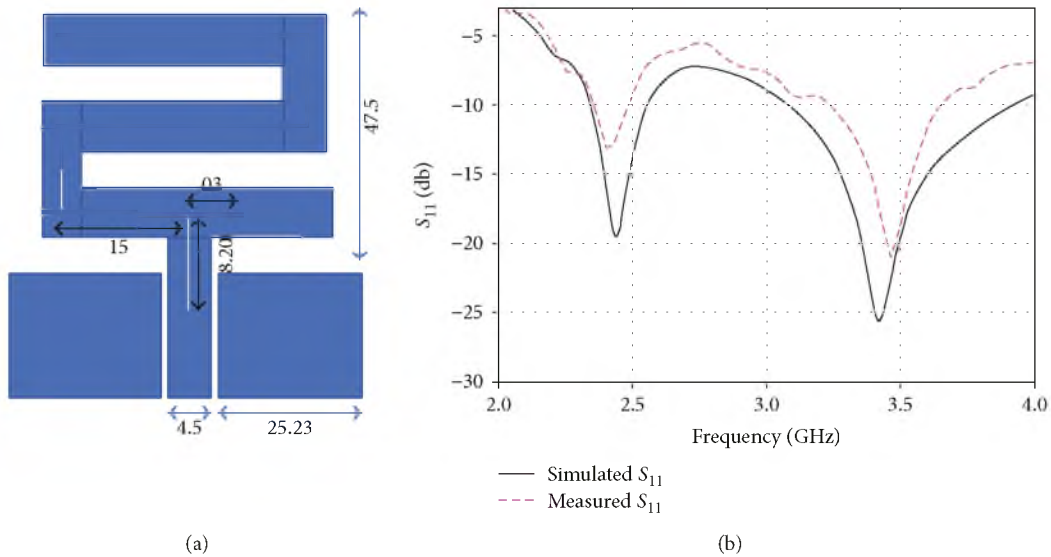 47.5
03
15
8.20
4.5
25.23
(a)
−5
−10
−15
−20
−25
−30
S11 (db)
2.0 2.5 3.0 3.5 4.0
Frequency (GHz)
Simulated S11
Measured S11
(b)